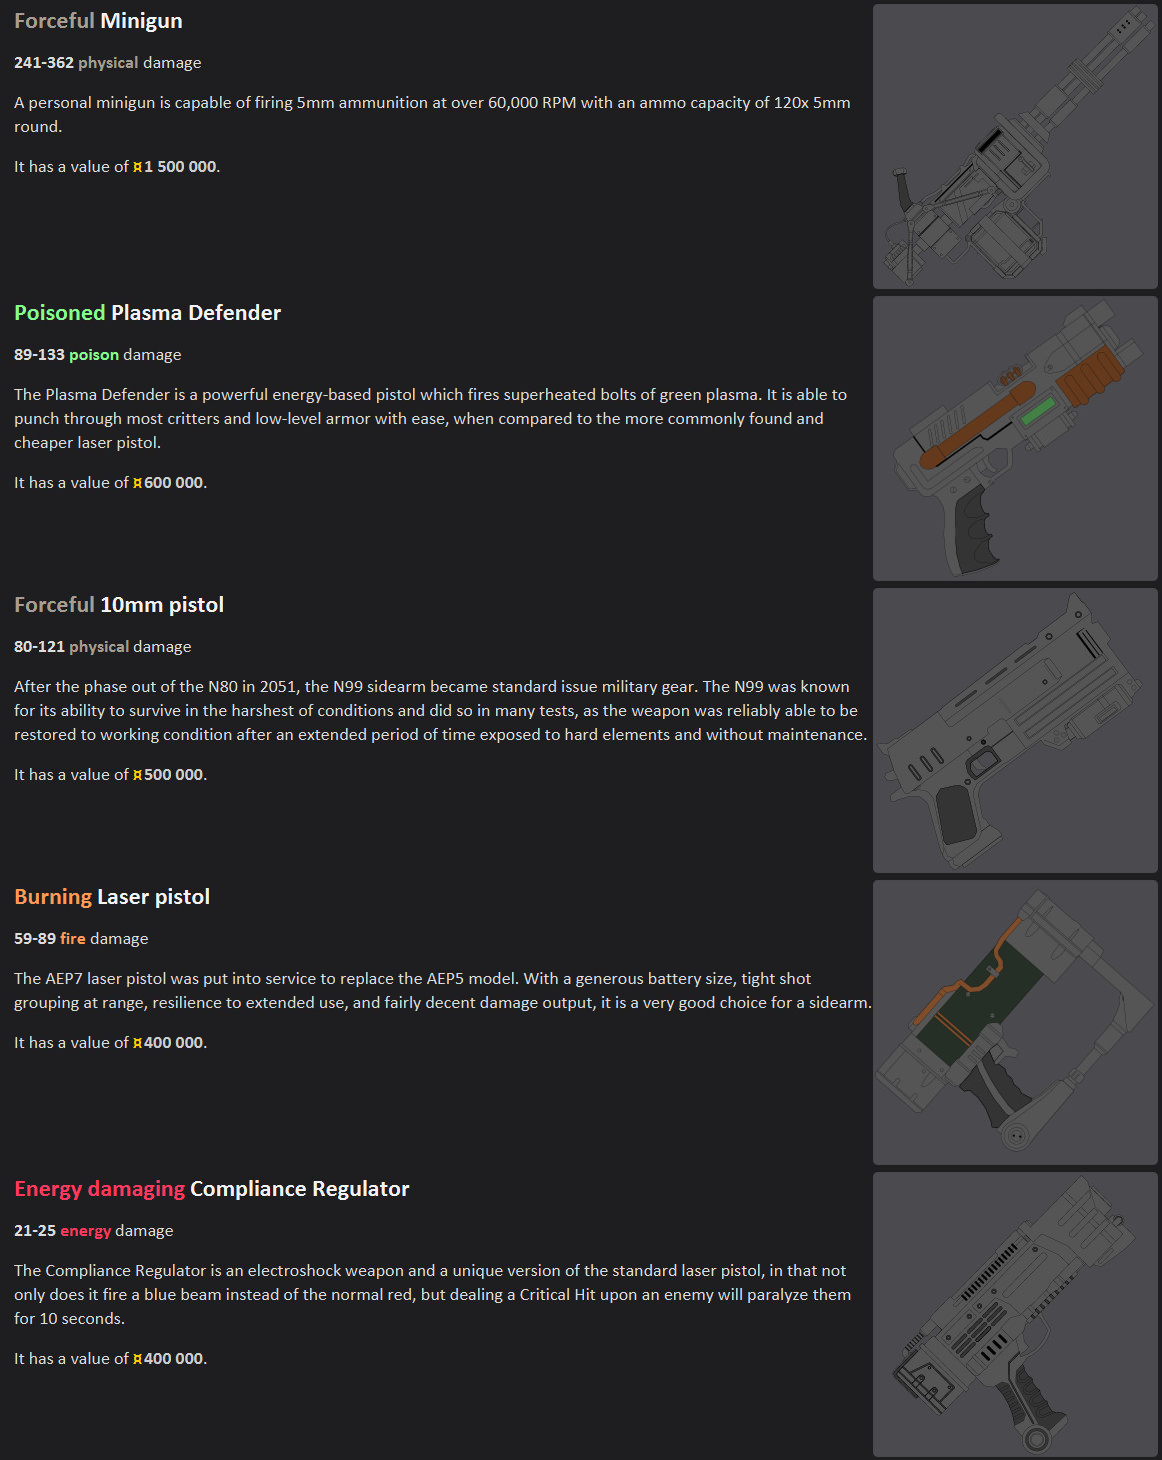 Forceful Minigun
241-362 physical damage
A personal minigun is capable of firing 5mm ammunition at over 60,000 RPM with an ammo capacity of 120x 5mm
round.
It has a value of ¤1 500 000.
Poisoned Plasma Defender
89-133 poison damage
The Plasma Defender is a powerful energy-based pistol which fires superheated bolts of green plasma. It is able to
punch through most critters and low-level armor with ease, when compared to the more commonly found and
cheaper laser pistol.
It has a value of ¤600 000.
Forceful 10mm pistol
80-121 physical damage
After the phase out of the N80 in 2051, the N99 sidearm became standard issue military gear. The N99 was known
for its ability to survive in the harshest of conditions and did so in many tests, as the weapon was reliably able to be
restored to working condition after an extended period of time exposed to hard elements and without maintenance.
It has a value of ¤500 000.
Burning Laser pistol
59-89 fire damage
The AEP7 laser pistol was put into service to replace the AEP5 model. With a generous battery size, tight shot
grouping at range, resilience to extended use, and fairly decent damage output, it is a very good choice for a sidearm.
It has a value of ¤400 000.
Energy damaging Compliance Regulator
21-25 energy damage
The Compliance Regulator is an electroshock weapon and a unique version of the standard laser pistol, in that not
only does it fire a blue beam instead of the normal red, but dealing a Critical Hit upon an enemy will paralyze them
for 10 seconds.
It has a value of ¤400 000.